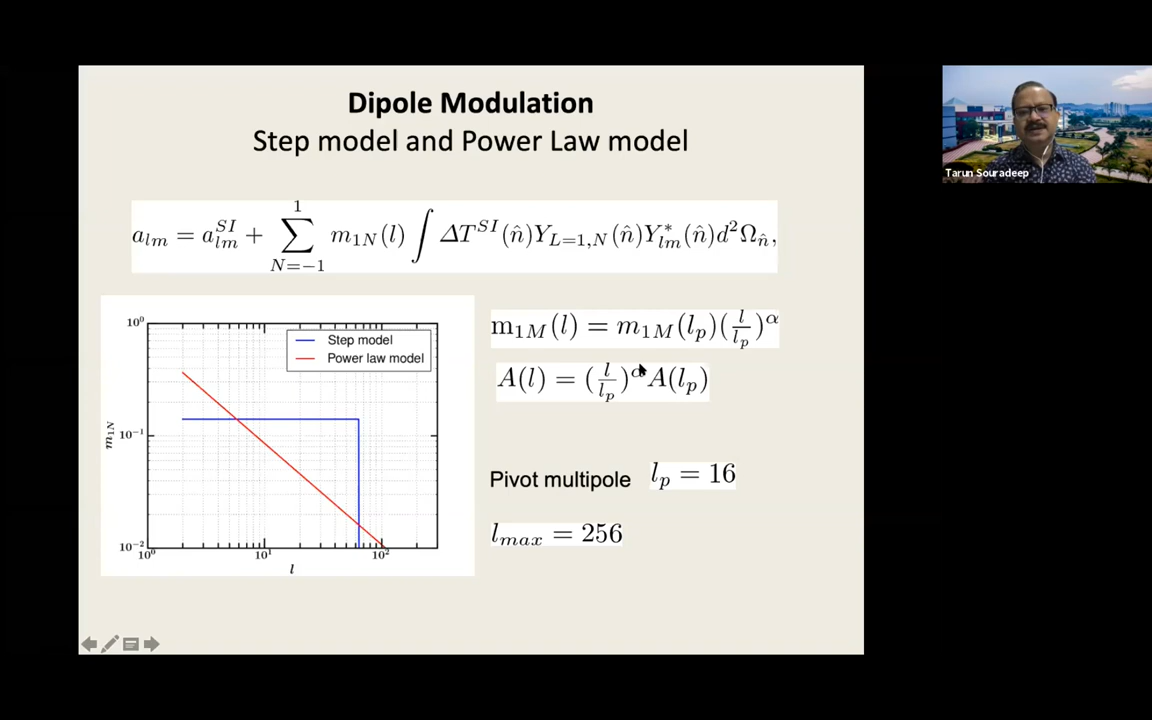 Dipole Modulation
Step model and Power Law model
$a_{lm} = a_{lm}^{SI} + \sum_{N=-1}^{1} m_{1N}(l) \int \Delta T^{SI}(\hat{n}) Y_{L=1,N}(\hat{n}) Y_{lm}^{*}(\hat{n}) d^2\Omega_{\hat{n}},$
10^0
Step model
Power law model
m_{1N}
10^{-1}
10^{-2}
10^0
10^1
10^2
l
$m_{1M}(l) = m_{1M}(l_p)(\frac{l}{l_p})^{\alpha}$
$A(l) = (\frac{l}{l_p})^{\alpha} A(l_p)$
Pivot multipole $l_p = 16$
$l_{max} = 256$
Tarun Souradeep